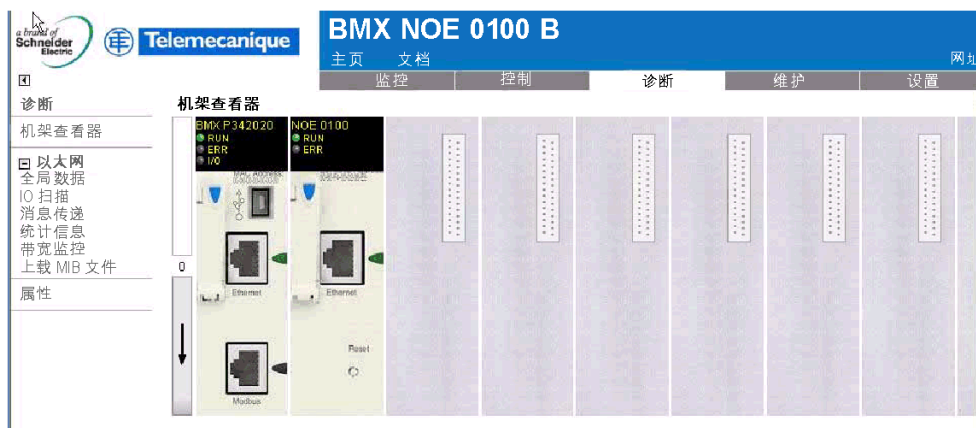 a brand of
Schneider
Electric
Telemecanique
BMX NOE 0100 B
主页 文档
网址
监控 控制 诊断 维护 设置
诊断
机架查看器
以太网
全局数据
IO 扫描
消息传递
统计信息
带宽监控
上载 MIB 文件
属性
机架查看器
BMX P342020
RUN
ERR
I/O
NOE 0100
RUN
ERR
MAC Address
0
Ethernet
Ethernet
Reset
Modbus